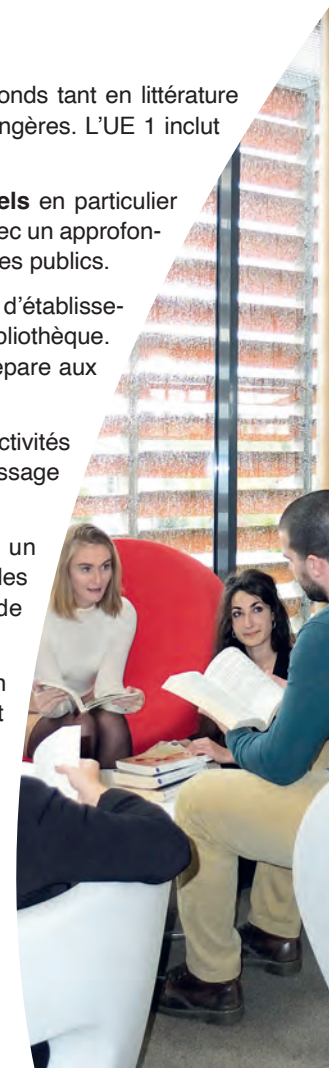 onds tant en littérature
ngères. L'UE 1 inclut
els en particulier
vec un approfon-
es publics.
d'établisse-
bliothèque.
épare aux
ctivités
ssage
un
les
de
n
t